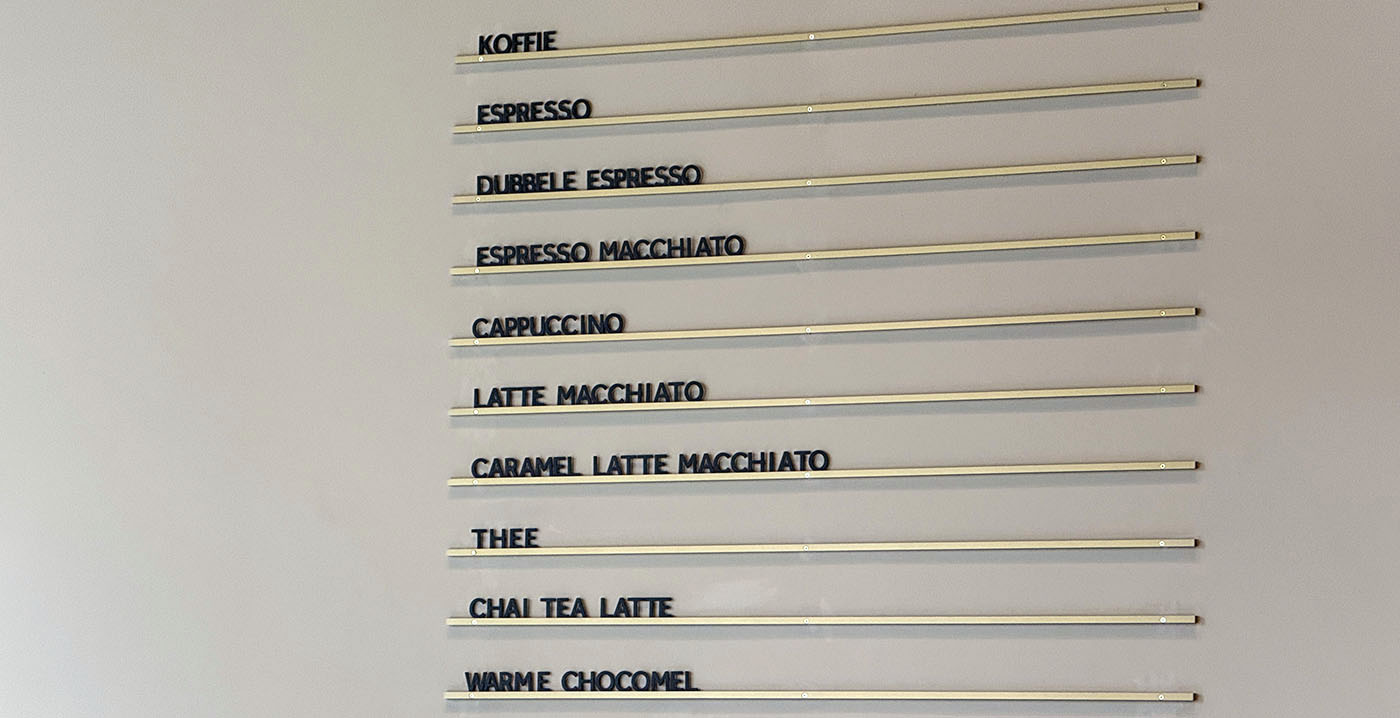 KOFFIE
ESPRESSO
DUBBELE ESPRESSO
ESPRESSO MACCHIATO
CAPPUCCINO
LATTE MACCHIATO
CARAMEL LATTE MACCHIATO
THEE
CHAI TEA LATTE
WARME CHOCOMEL